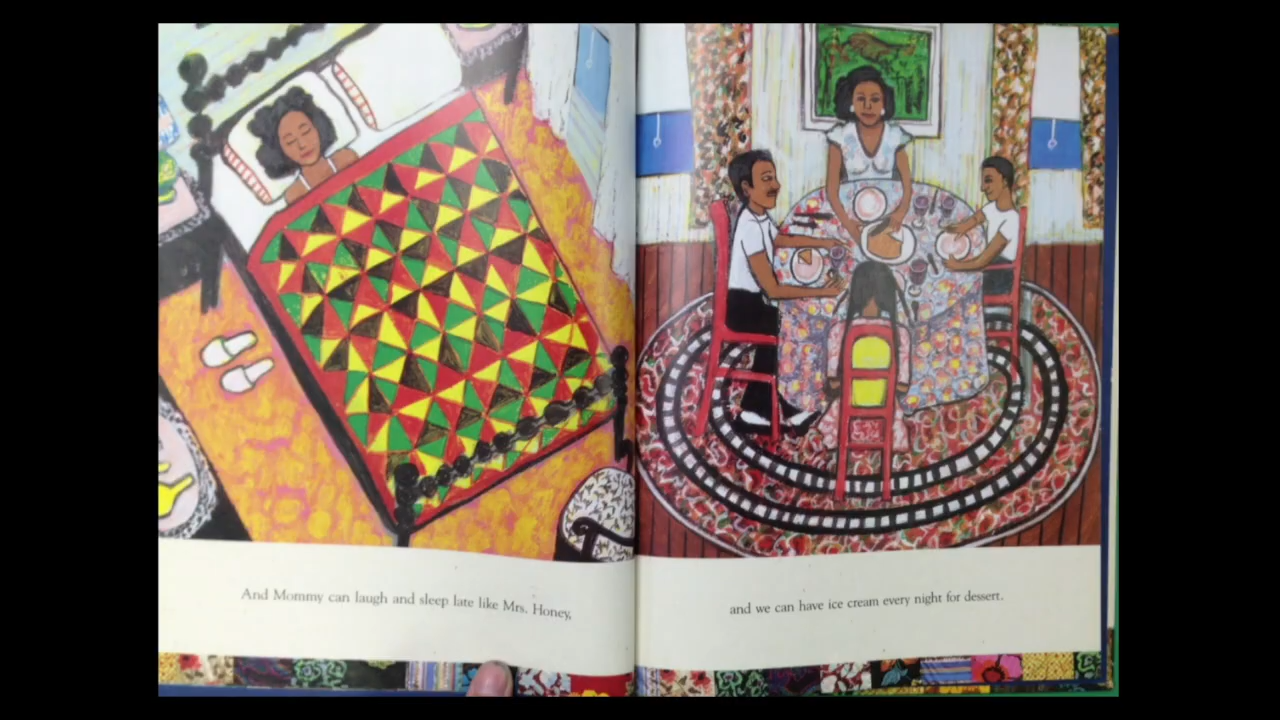 And Mommy can laugh and sleep late like Mrs. Honey,
and we can have ice cream every night for dessert.